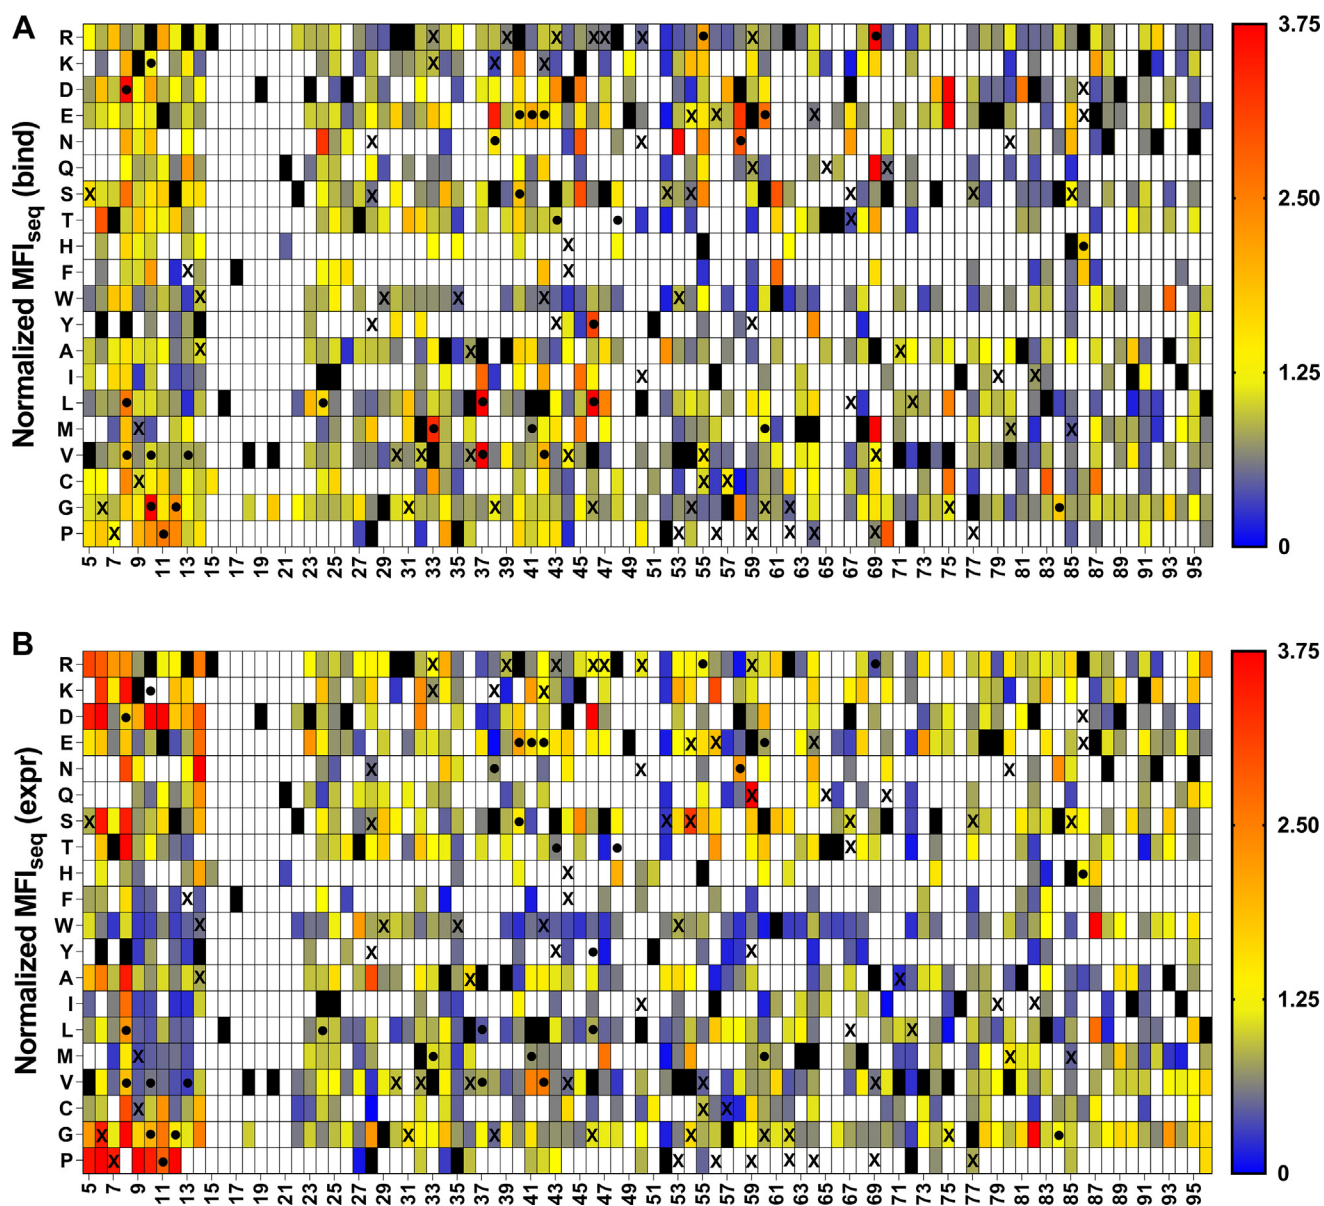 A
Normalized MFIseq (bind)
R
K
D
E
N
Q
S
T
H
F
W
Y
A
I
L
M
V
C
G
P
5 7 9 11 13 15 17 19 21 23 25 27 29 31 33 35 37 39 41 43 45 47 49 51 53 55 57 59 61 63 65 67 69 71 73 75 77 79 81 83 85 87 89 91 93 95
3.75
2.50
1.25
0
B
Normalized MFIseq (expr)
R
K
D
E
N
Q
S
T
H
F
W
Y
A
I
L
M
V
C
G
P
5 7 9 11 13 15 17 19 21 23 25 27 29 31 33 35 37 39 41 43 45 47 49 51 53 55 57 59 61 63 65 67 69 71 73 75 77 79 81 83 85 87 89 91 93 95
3.75
2.50
1.25
0